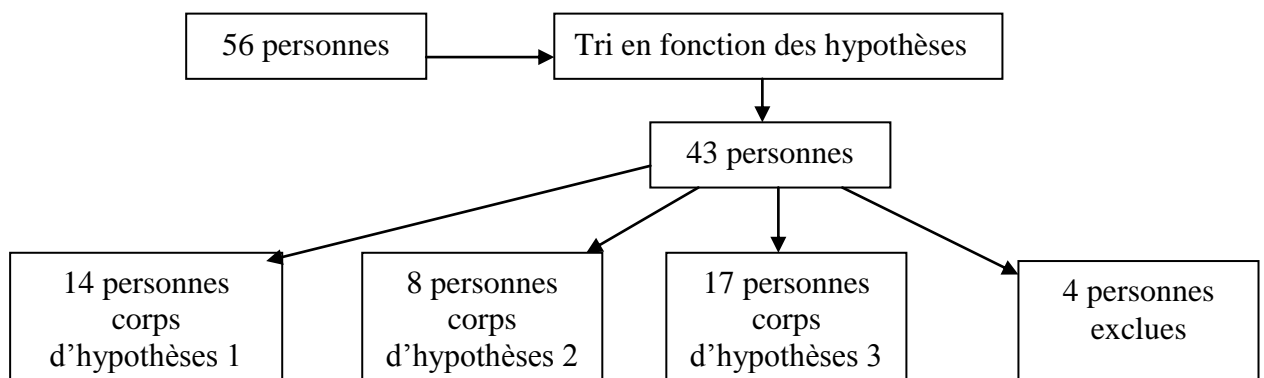 56 personnes
Tri en fonction des hypothèses
43 personnes
14 personnes
corps
d’hypothèses 1
8 personnes
corps
d’hypothèses 2
17 personnes
corps
d’hypothèses 3
4 personnes
exclues